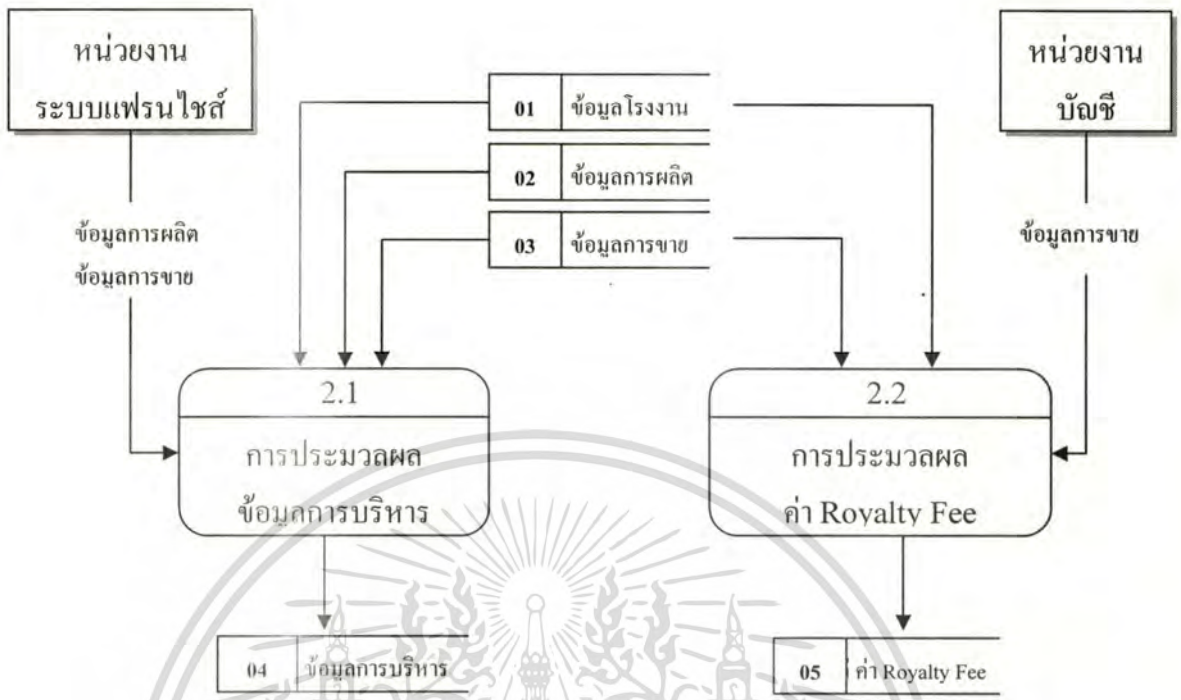 หน่วยงาน
ระบบแฟรนไชส์
หน่วยงาน
บัญชี
01 ข้อมูลโรงงาน
02 ข้อมูลการผลิต
03 ข้อมูลการขาย
ข้อมูลการผลิต
ข้อมูลการขาย
ข้อมูลการขาย
2.1
การประมวลผล
ข้อมูลการบริหาร
2.2
การประมวลผล
ค่า Royalty Fee
04 ข้อมูลการบริหาร
05 ค่า Royalty Fee